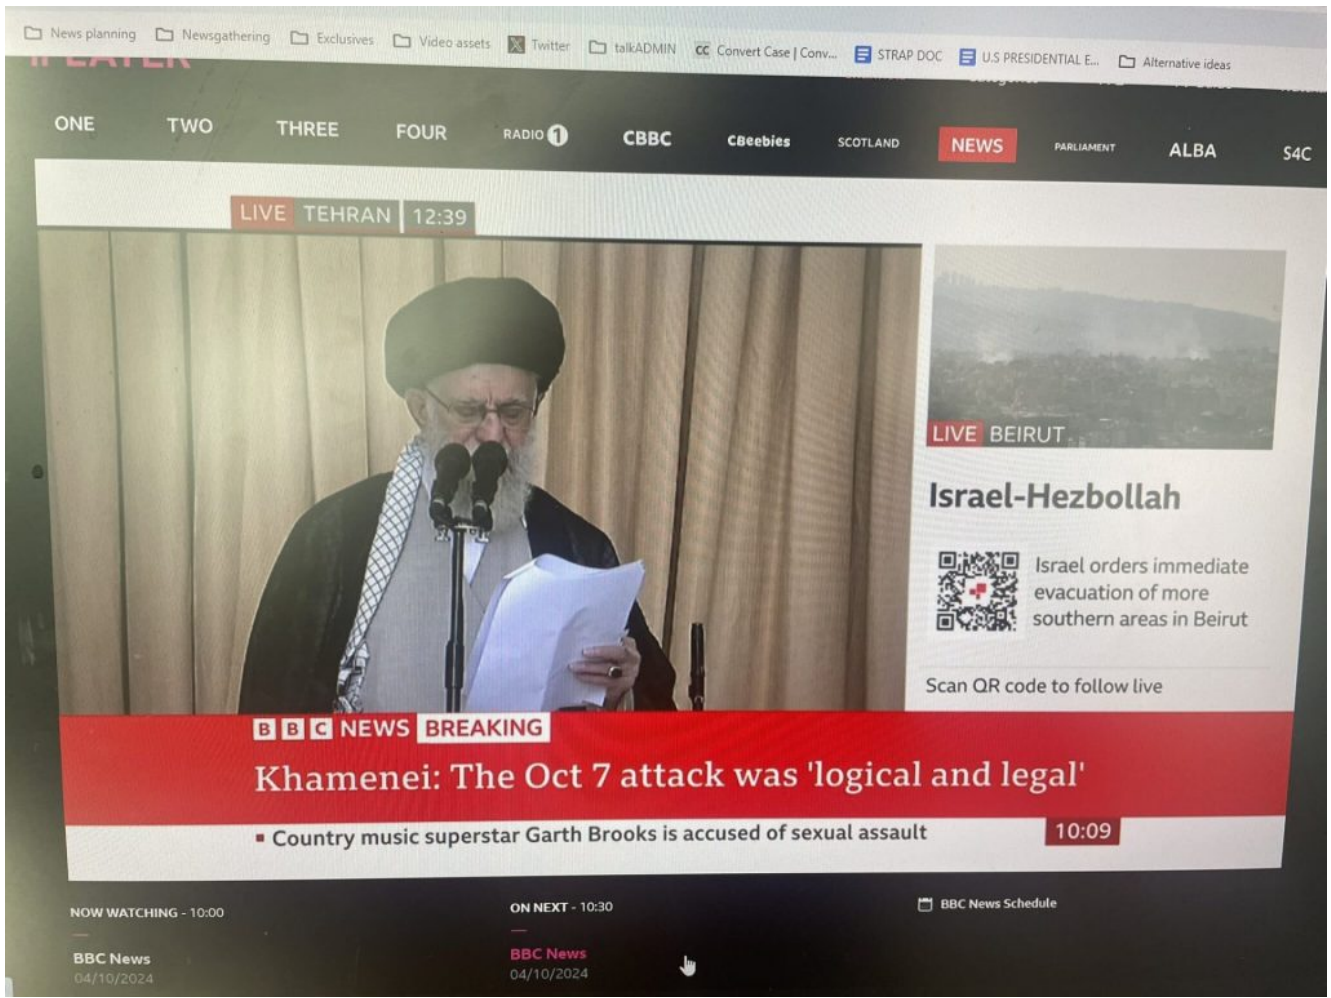 News planning
Newsgathering
Exclusives
Video assets
Twitter
talkADMIN
CC Convert Case | Conv...
STRAP DOC
U.S PRESIDENTIAL E...
Alternative ideas
ONE
TWO
THREE
FOUR
RADIO 1
CBBC
CBeebies
SCOTLAND
NEWS
PARLIAMENT
ALBA
S4C
LIVE TEHRAN 12:39
LIVE BEIRUT
Israel-Hezbollah
Israel orders immediate
evacuation of more
southern areas in Beirut
Scan QR code to follow live
BBC NEWS BREAKING
Khamenei: The Oct 7 attack was 'logical and legal'
Country music superstar Garth Brooks is accused of sexual assault
10:09
NOW WATCHING - 10:00
BBC News
04/10/2024
ON NEXT - 10:30
BBC News
04/10/2024
BBC News Schedule